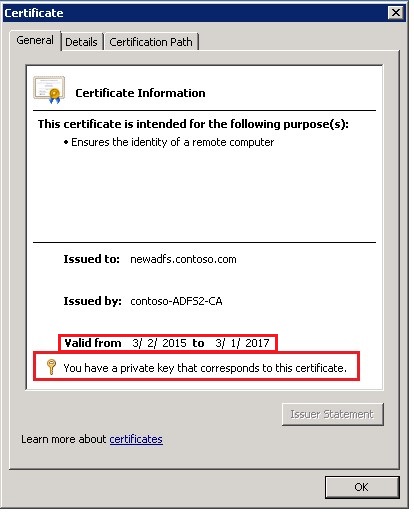 Certificate
General Details Certification Path
Certificate Information
This certificate is intended for the following purpose(s):
• Ensures the identity of a remote computer
Issued to: newadfs.contoso.com
Issued by: contoso-ADFS2-CA
Valid from 3/ 2/ 2015 to 3/ 1/ 2017
You have a private key that corresponds to this certificate.
Issuer Statement
Learn more about certificates
OK